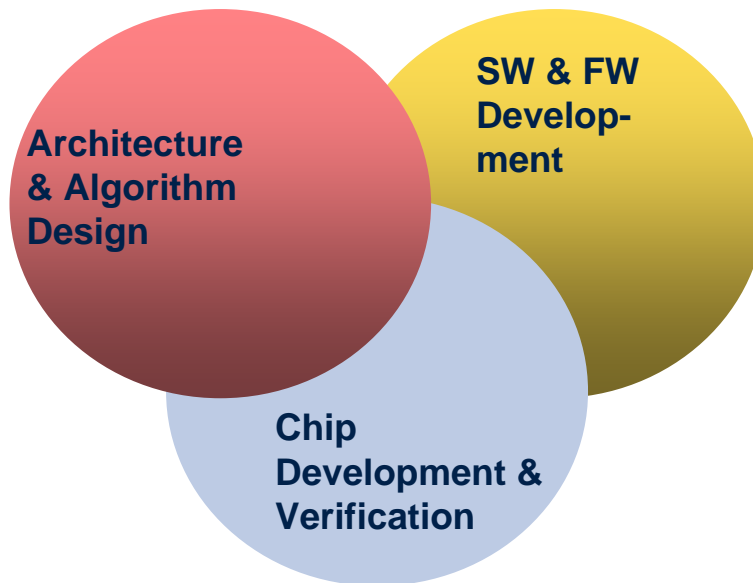 Architecture
& Algorithm
Design
SW & FW
Develop-
ment
Chip
Development &
Verification